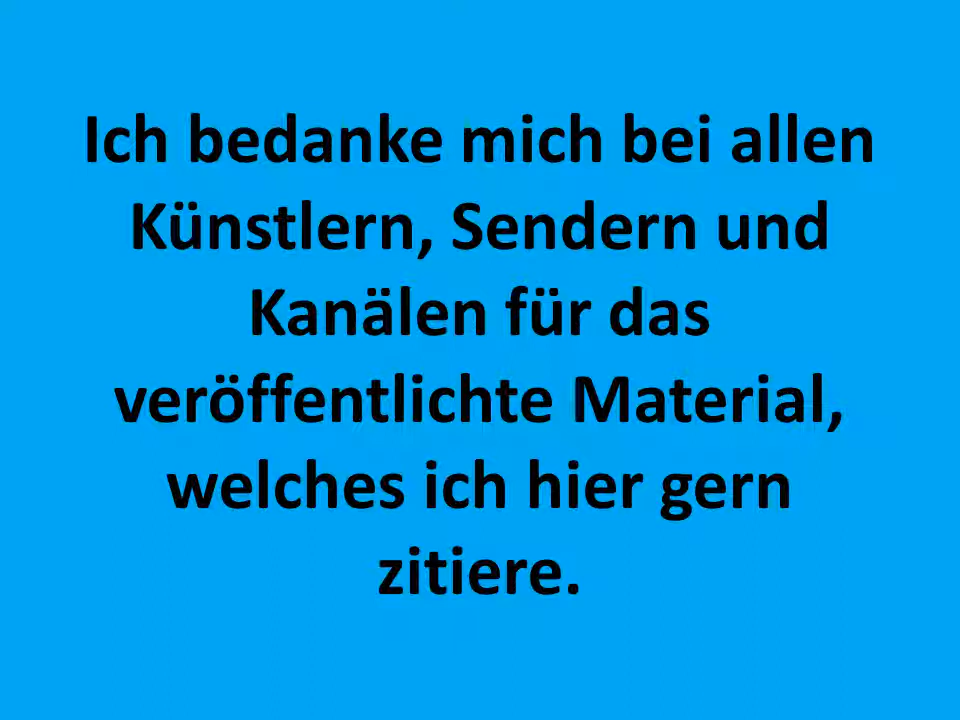 Ich bedanke mich bei allen
Künstlern, Sendern und
Kanälen für das
veröffentlichte Material,
welches ich hier gern
zitiere.